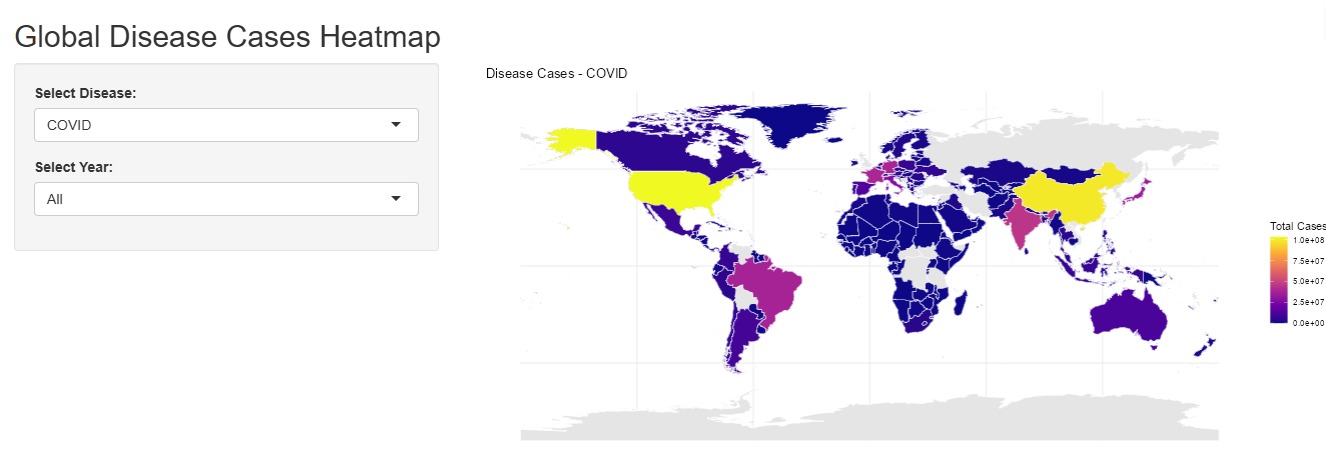 Global Disease Cases Heatmap
Select Disease:
COVID
Select Year:
All
Disease Cases - COVID
Total Cases
1.0e+08
7.5e+07
5.0e+07
2.5e+07
0.0e+00